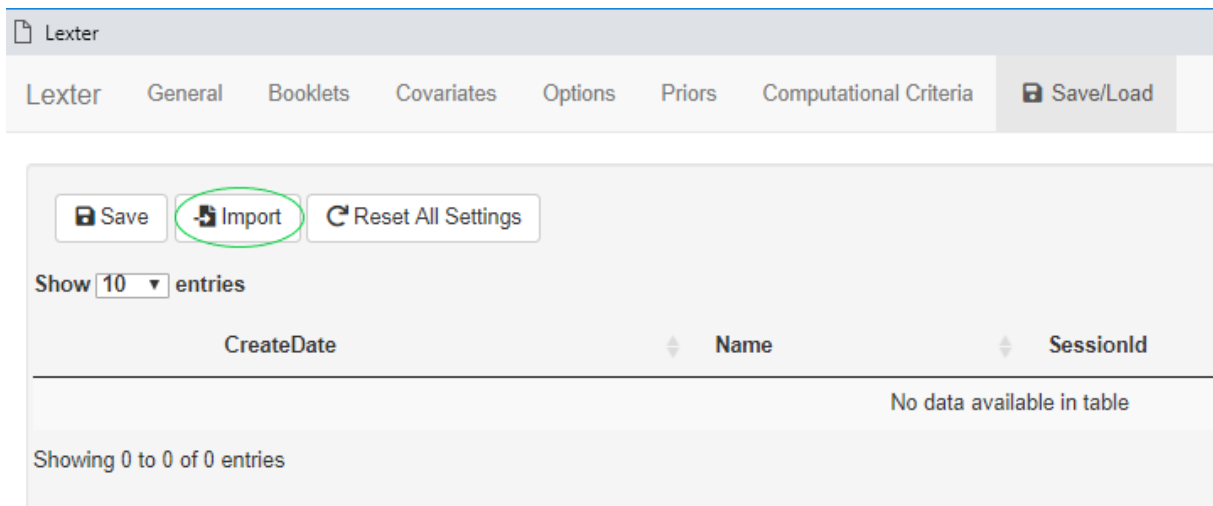 Lexter
Lexter General Booklets Covariates Options Priors Computational Criteria Save/Load
Save Import Reset All Settings
Show 10 entries
CreateDate Name SessionId
No data available in table
Showing 0 to 0 of 0 entries